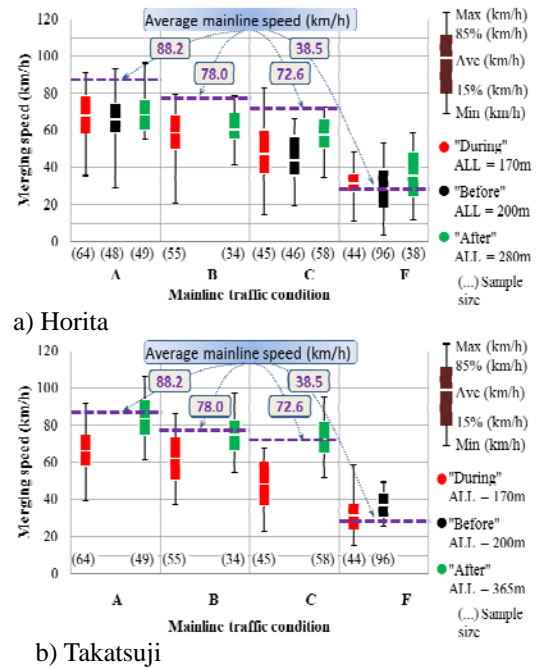 Average mainline speed (km/h)
88.2
38.5
78.0
72.6
Merging speed (km/h)
120
100
80
60
40
20
0
(64) (48) (49) (55) (34) (45) (46) (58) (44) (96) (38)
A B C F
Mainline traffic condition
Max (km/h)
85% (km/h)
Ave (km/h)
15% (km/h)
Min (km/h)
"During"
ALL = 170m
"Before"
ALL = 200m
"After"
ALL = 280m
(...) Sample
size
a) Horita
Average mainline speed (km/h)
88.2
38.5
78.0
72.6
Merging speed (km/h)
120
100
80
60
40
20
0
(64) (49) (55) (34) (45) (58) (44) (96)
A B C F
Mainline traffic condition
Max (km/h)
85% (km/h)
Ave (km/h)
15% (km/h)
Min (km/h)
"During"
ALL – 170m
"Before"
ALL – 200m
"After"
ALL – 365m
(...) Sample
size
b) Takatsuji